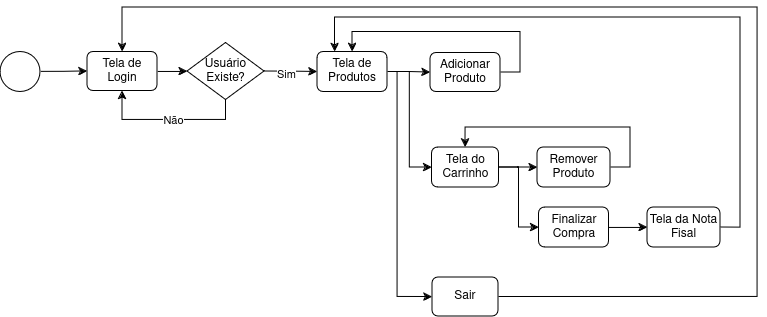 Tela de
Login
Usuário
Existe?
Sim
Não
Tela de
Produtos
Adicionar
Produto
Tela do
Carrinho
Remover
Produto
Finalizar
Compra
Tela da Nota
Fisal
Sair